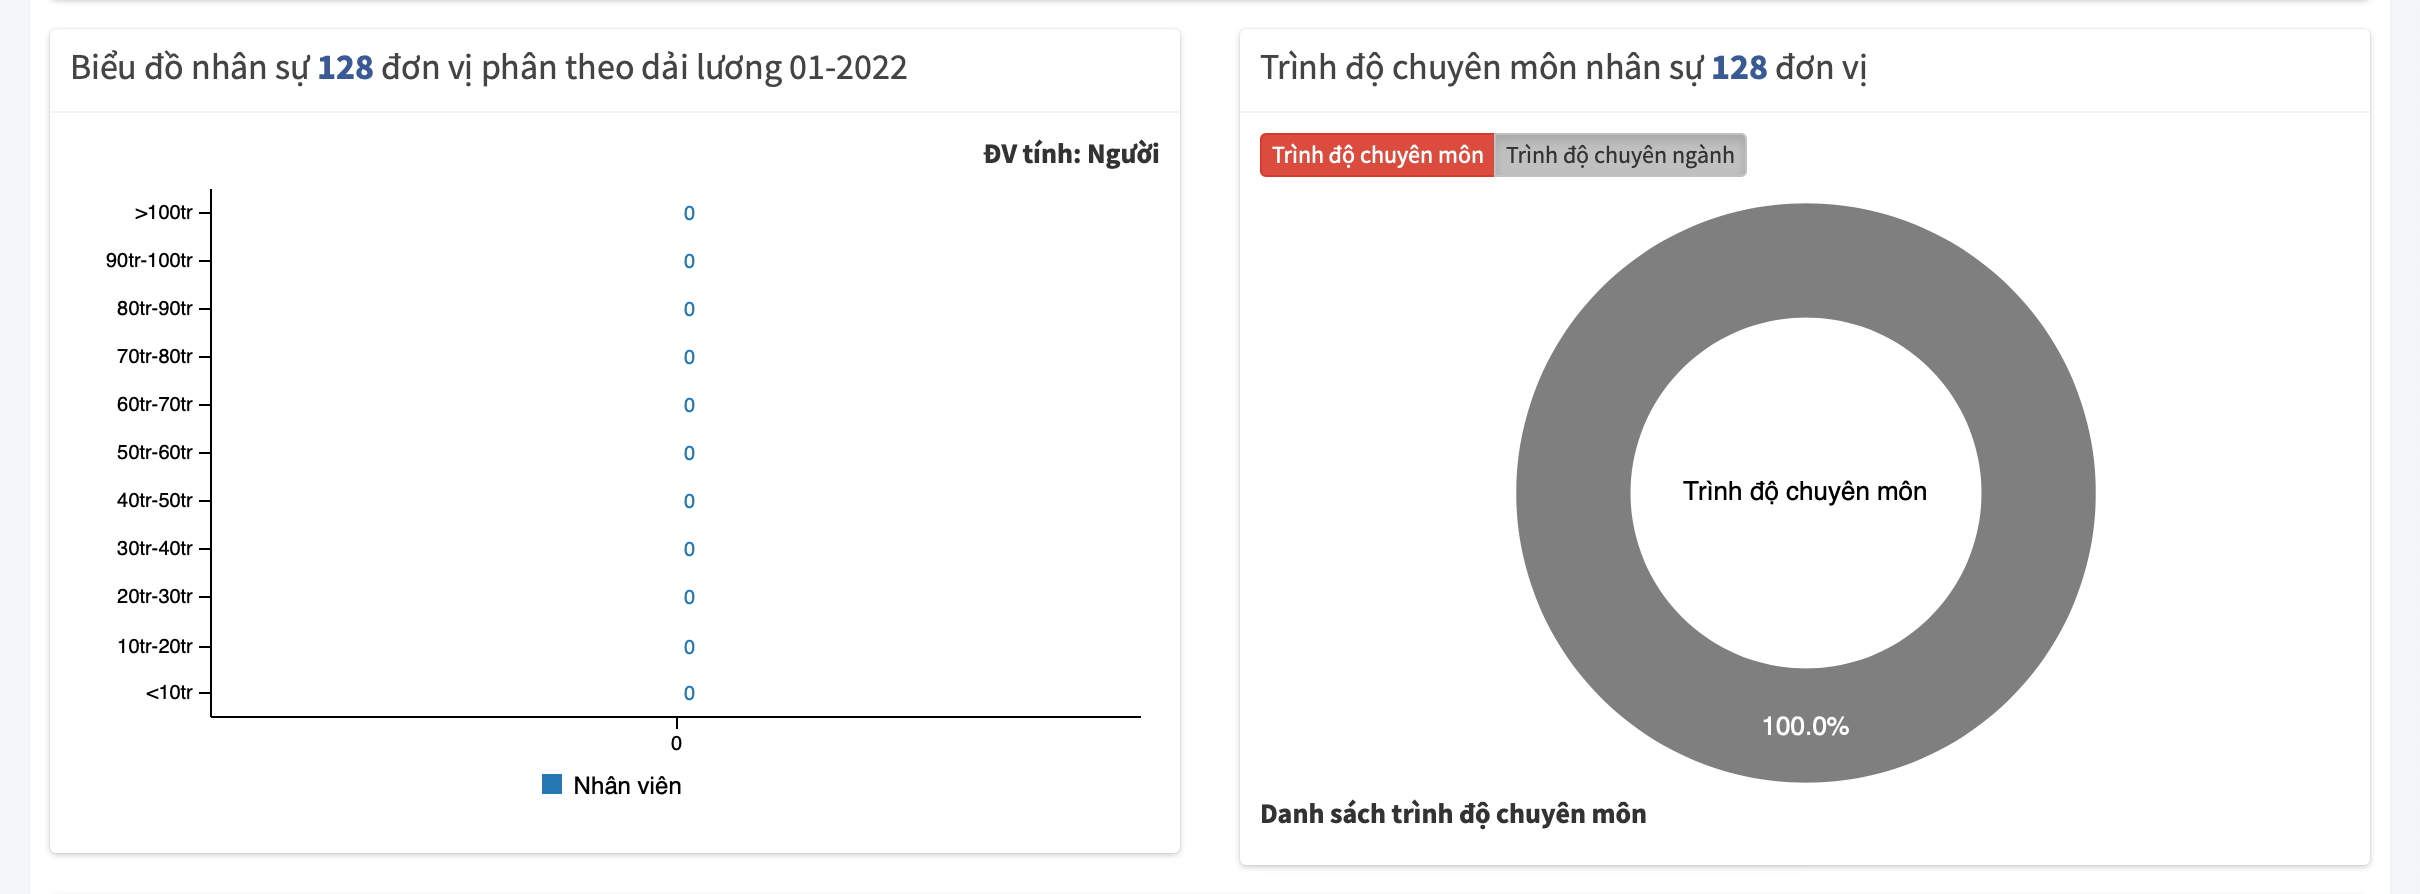 Biểu đồ nhân sự 128 đơn vị phân theo dải lương 01-2022
ĐV tính: Người
>100tr 0
90tr-100tr 0
80tr-90tr 0
70tr-80tr 0
60tr-70tr 0
50tr-60tr 0
40tr-50tr 0
30tr-40tr 0
20tr-30tr 0
10tr-20tr 0
<10tr 0
0
Nhân viên
Trình độ chuyên môn nhân sự 128 đơn vị
Trình độ chuyên môn Trình độ chuyên ngành
Trình độ chuyên môn
100.0%
Danh sách trình độ chuyên môn